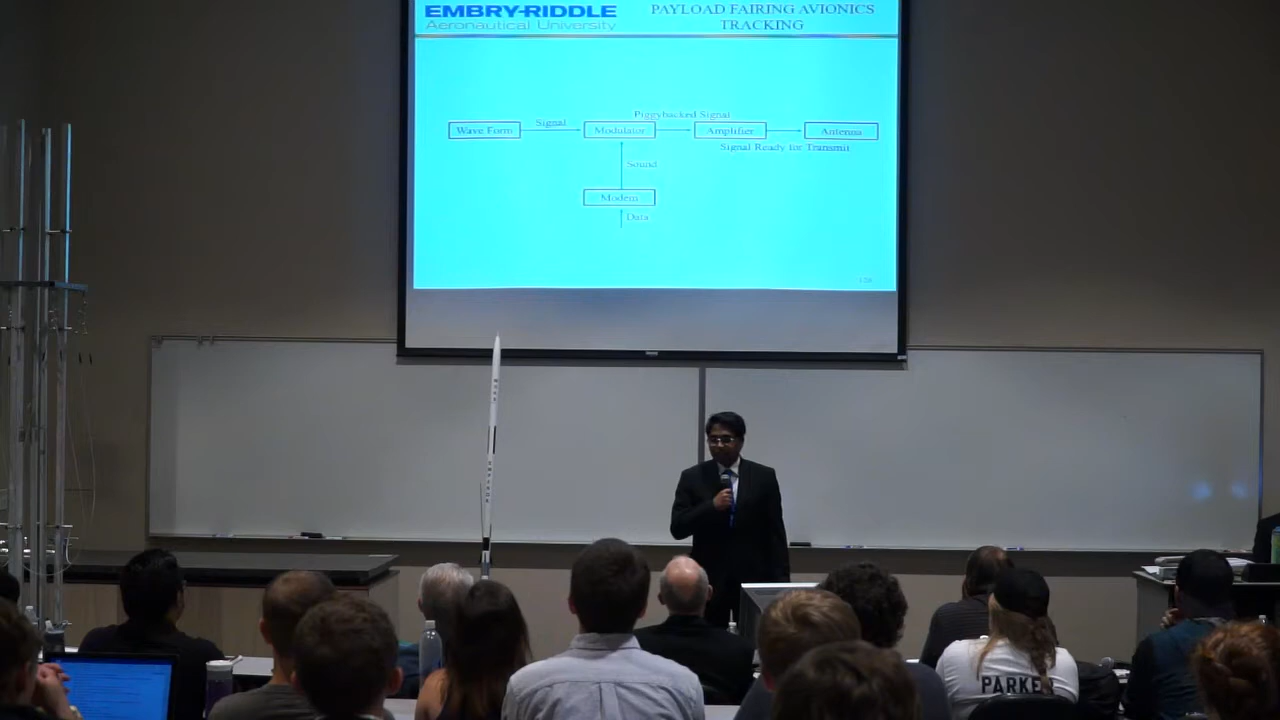 EMBRY-RIDDLE
Aeronautical University
PAYLOAD FAIRING AVIONICS
TRACKING
Piggybacked Signal
Wave Form
Signal
Modulator
Amplifier
Antenna
Signal Ready for Transmit
Sound
Modem
Data
PARKER